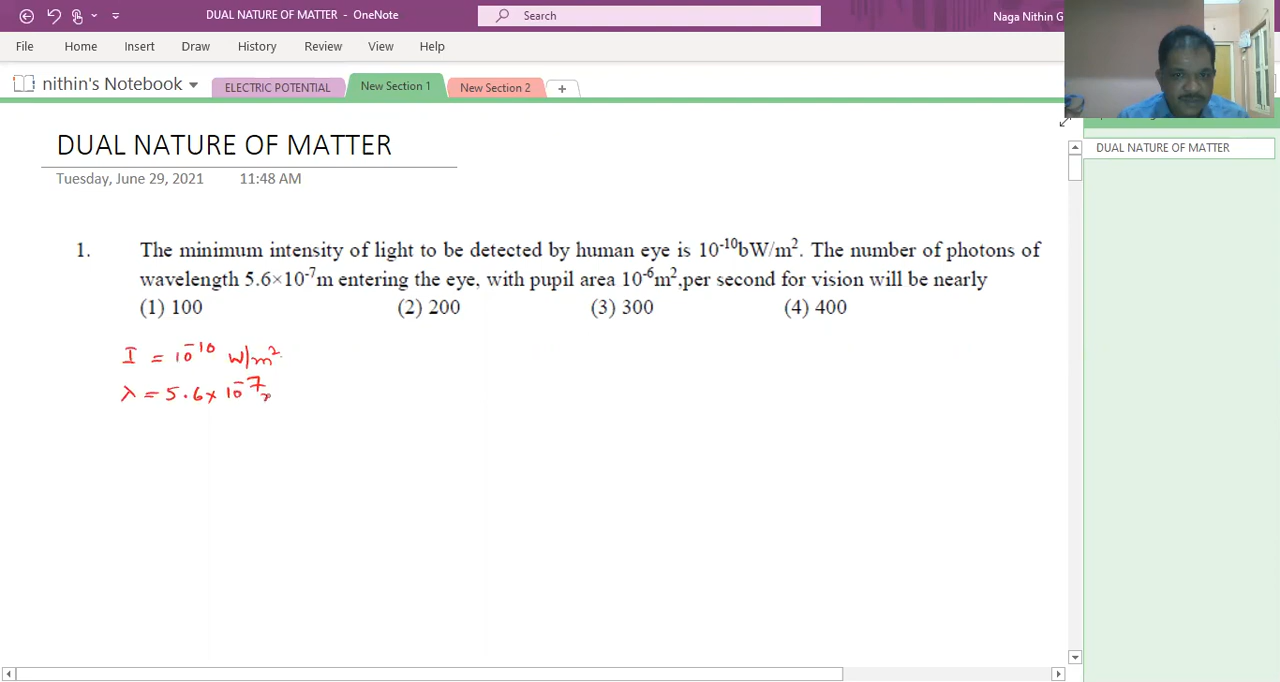 DUAL NATURE OF MATTER - OneNote
Search
Naga Nithin G
File Home Insert Draw History Review View Help
nithin's Notebook
ELECTRIC POTENTIAL
New Section 1
New Section 2
DUAL NATURE OF MATTER
DUAL NATURE OF MATTER
Tuesday, June 29, 2021 11:48 AM
1. The minimum intensity of light to be detected by human eye is 10⁻¹⁰bW/m². The number of photons of
wavelength 5.6×10⁻⁷m entering the eye, with pupil area 10⁻⁶m²,per second for vision will be nearly
(1) 100 (2) 200 (3) 300 (4) 400
I = 10⁻¹⁰ W/m²
λ = 5.6x 10⁻⁷